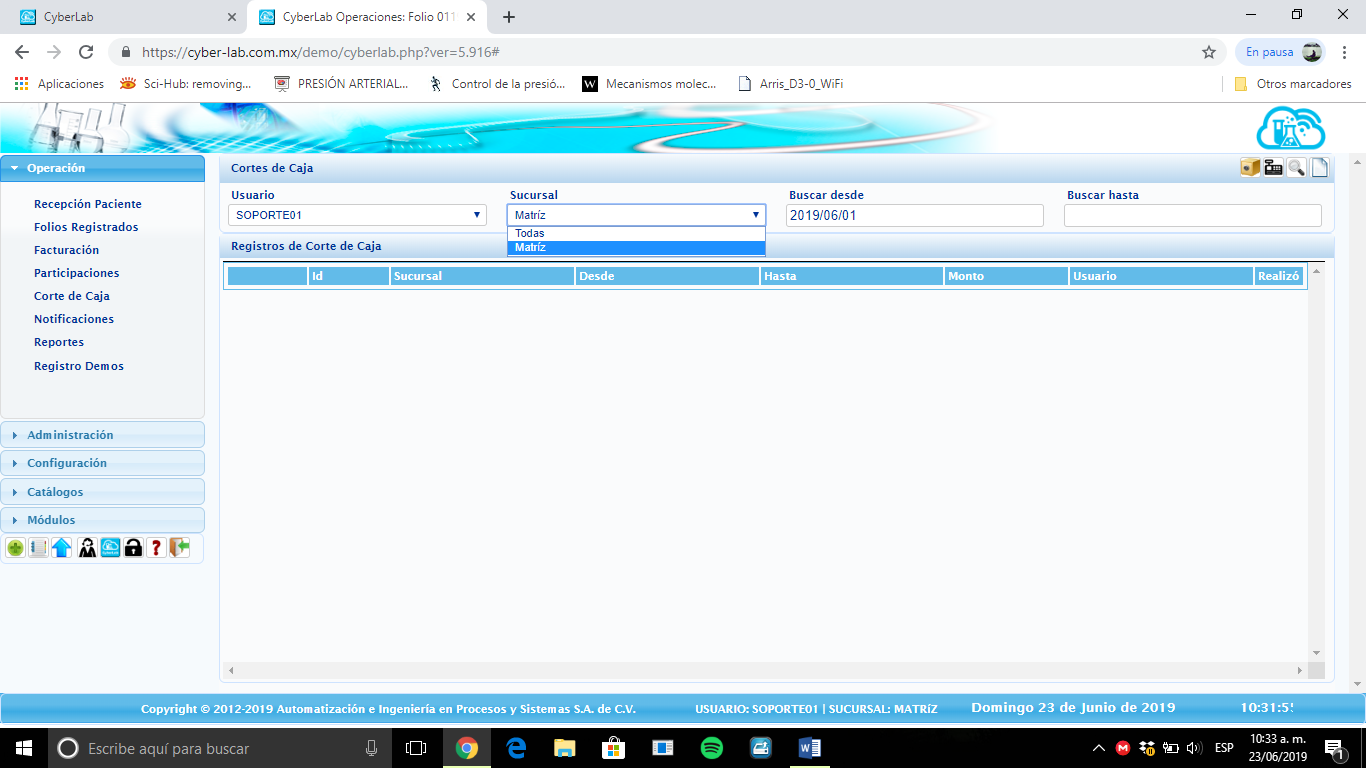 CyberLab
CyberLab Operaciones: Folio 011
https://cyber-lab.com.mx/demo/cyberlab.php?ver=5.916#
En pausa
Aplicaciones
Sci-Hub: removing...
PRESIÓN ARTERIAL...
Control de la presió...
W
Mecanismos molec...
Arris_D3-0_WiFi
Otros marcadores
Operación
Recepción Paciente
Folios Registrados
Facturación
Participaciones
Corte de Caja
Notificaciones
Reportes
Registro Demos
Administración
Configuración
Catálogos
Módulos
Cortes de Caja
Usuario
Sucursal
Buscar desde
Buscar hasta
SOPORTE01
Matríz
2019/06/01
Todas
Matríz
Registros de Corte de Caja
Id
Sucursal
Desde
Hasta
Monto
Usuario
Realizó
Copyright © 2012-2019 Automatización e Ingeniería en Procesos y Sistemas S.A. de C.V.
USUARIO: SOPORTE01 | SUCURSAL: MATRíZ
Domingo 23 de Junio de 2019
Escribe aquí para buscar
ESP
10:33 a. m.
23/06/2019
1